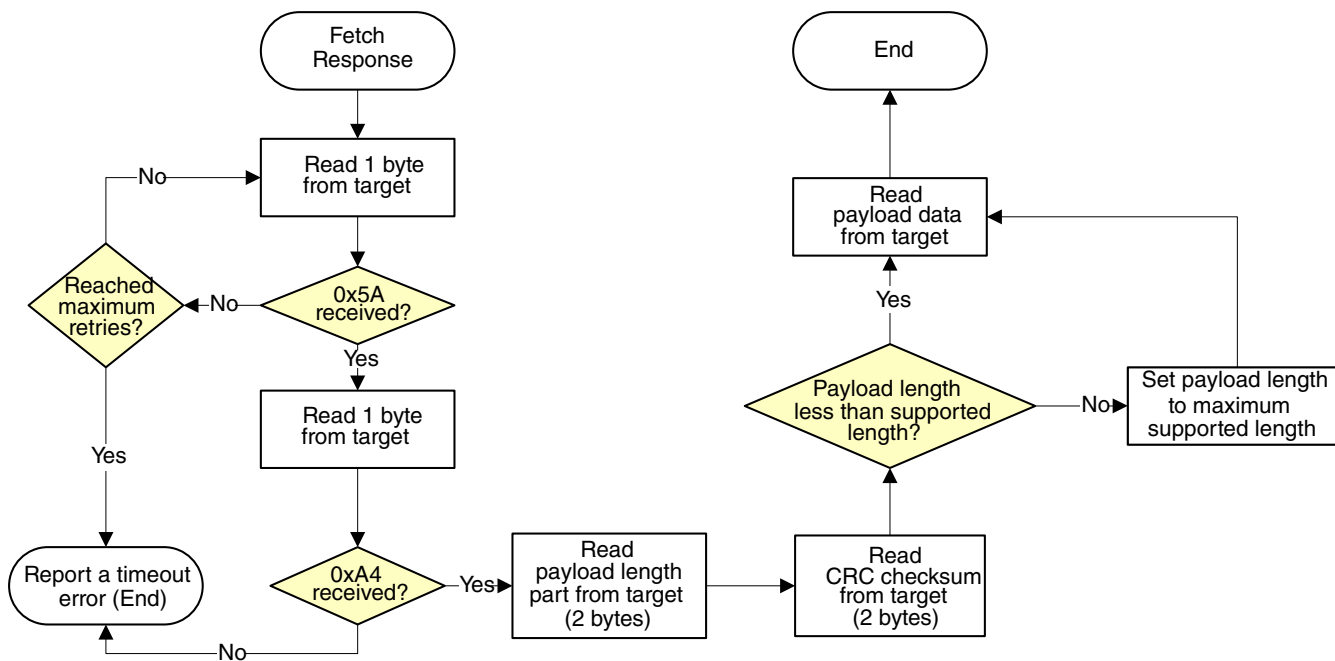 Fetch
Response
End
No
Read 1 byte
from target
Read
payload data
from target
Reached
maximum
retries?
No
0x5A
received?
Yes
Yes
Read 1 byte
from target
Payload length
less than supported
length?
No
Set payload length
to maximum
supported length
Yes
Report a timeout
error (End)
0xA4
received?
Yes
Read
payload length
part from target
(2 bytes)
Read
CRC checksum
from target
(2 bytes)
No